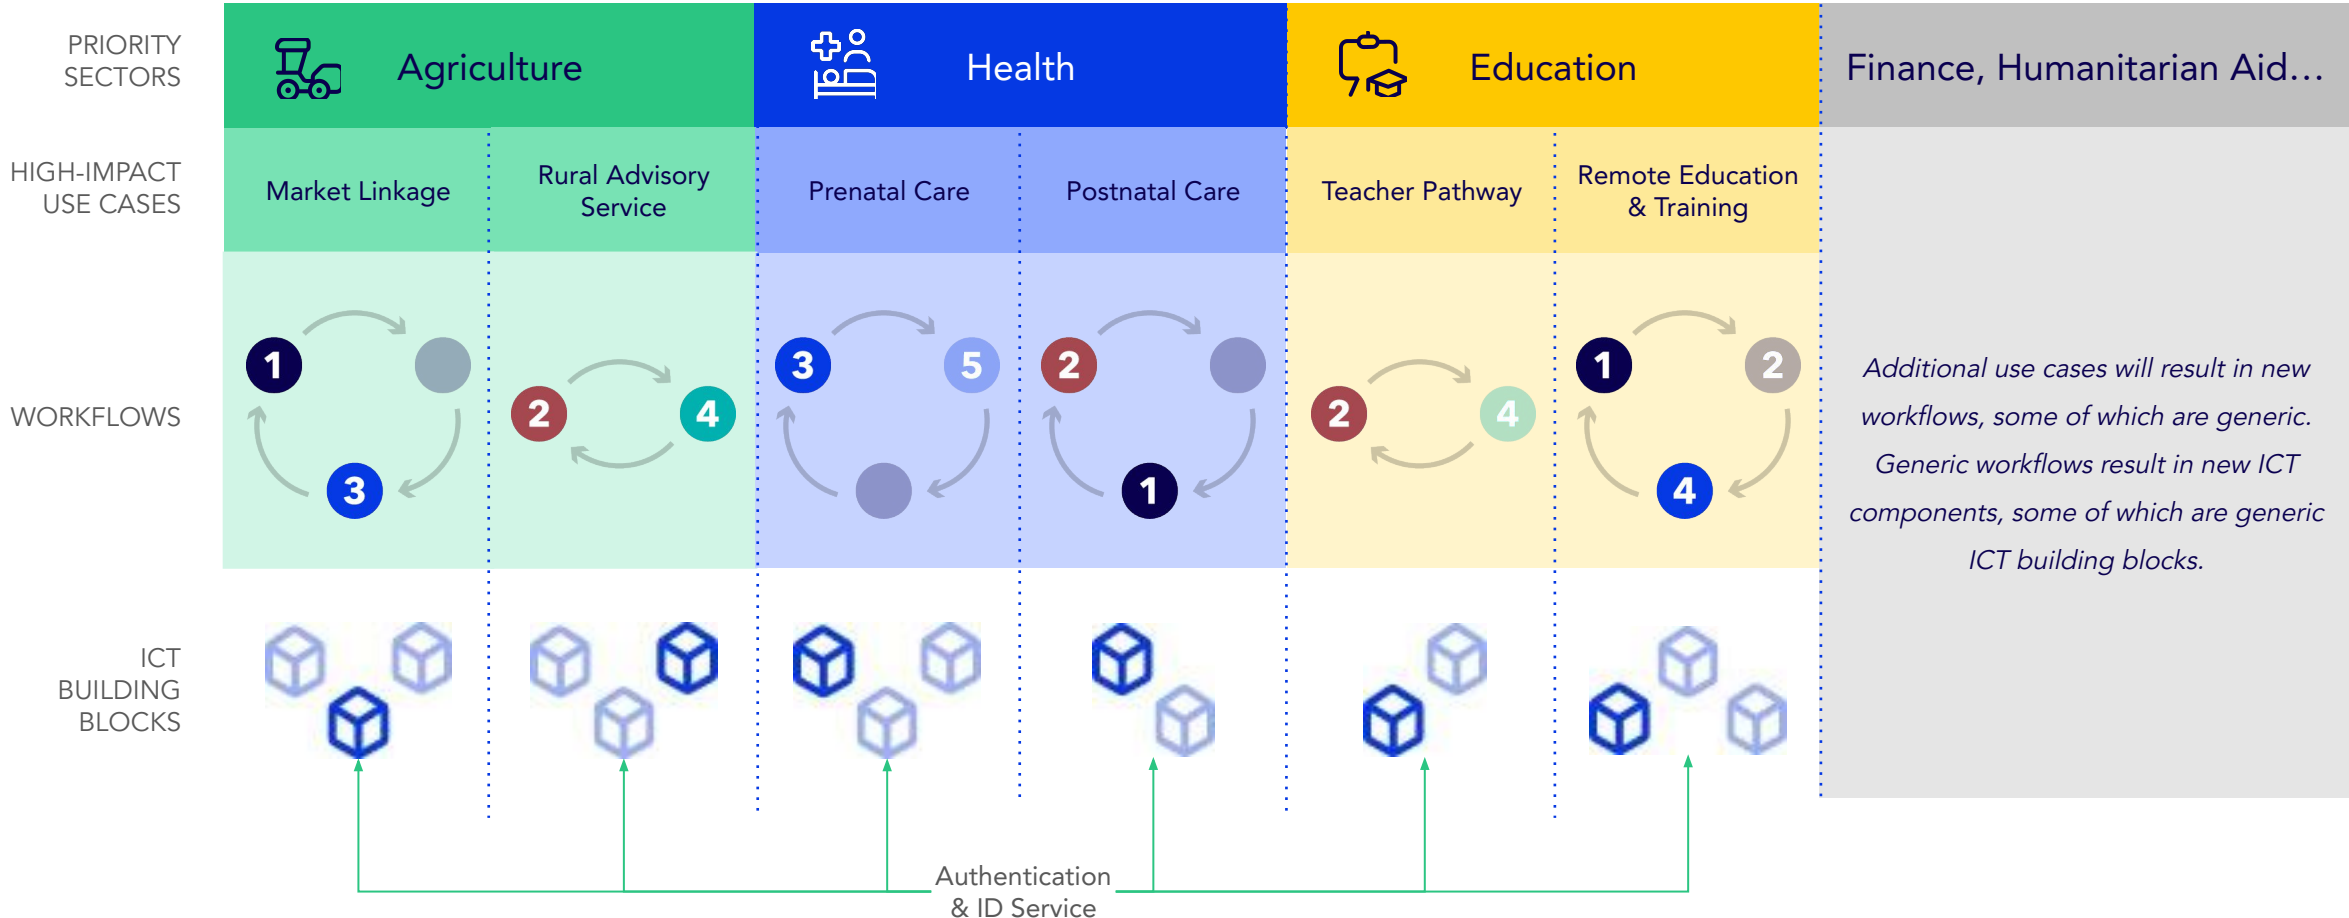 PRIORITY
SECTORS
Agriculture
Health
Education
Finance, Humanitarian Aid…
HIGH-IMPACT
USE CASES
Market Linkage
Rural Advisory
Service
Prenatal Care
Postnatal Care
Teacher Pathway
Remote Education
& Training
WORKFLOWS
1
3
2
4
3
5
2
1
2
4
1
2
4
Additional use cases will result in new
workflows, some of which are generic.
Generic workflows result in new ICT
components, some of which are generic
ICT building blocks.
ICT
BUILDING
BLOCKS
Authentication
& ID Service